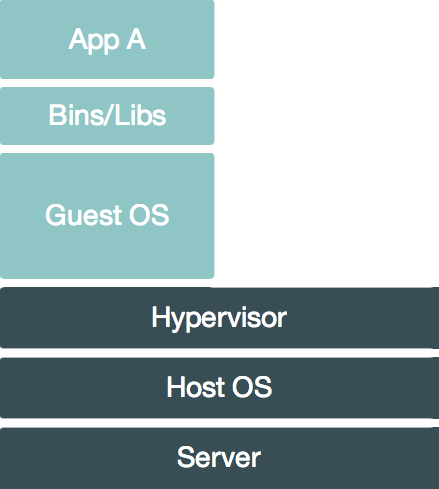 App A
Bins/Libs
Guest OS
Hypervisor
Host OS
Server